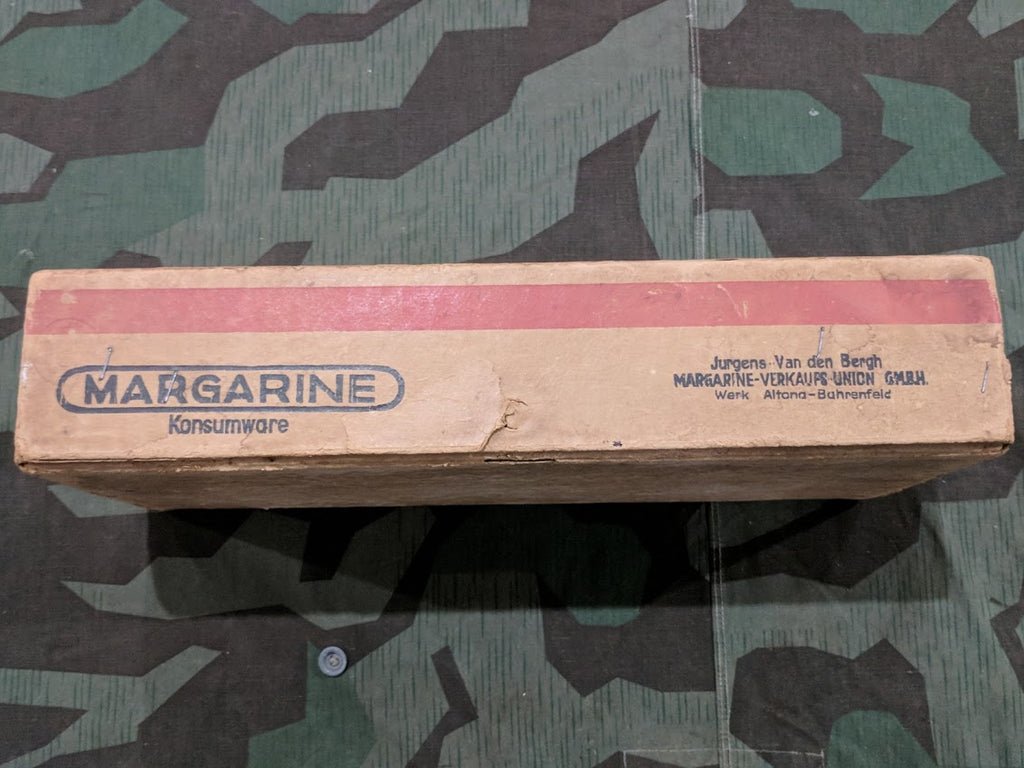 MARGARINE
Konsumware
Jurgens Van den Bergh
MARGARINE-VERKAUFS-UNION G.M.B.H.
Werk Altona-Bahrenfeld